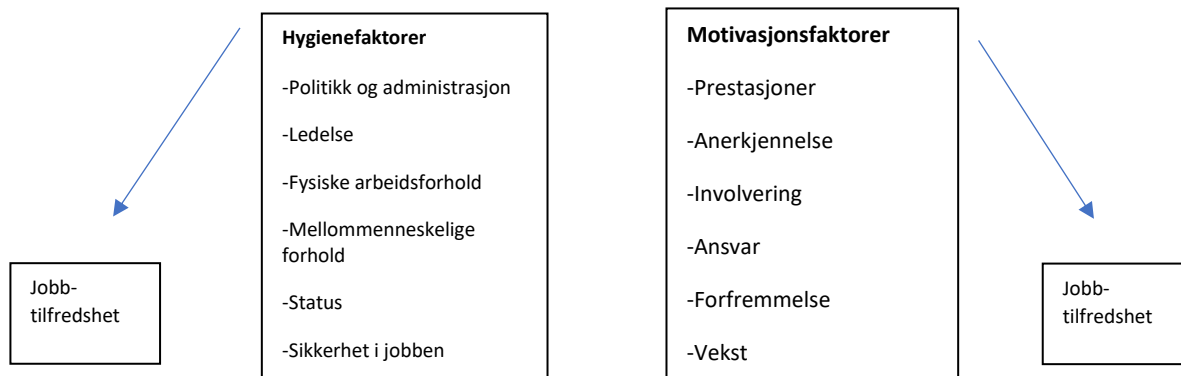 Hygienefaktorer
-Politikk og administrasjon
-Ledelse
-Fysiske arbeidsforhold
-Mellommenneskelige
forhold
-Status
-Sikkerhet i jobben
Motivasjonsfaktorer
-Prestasjoner
-Anerkjennelse
-Involvering
-Ansvar
-Forfremmelse
-Vekst
Jobb-
tilfredshet
Jobb-
tilfredshet